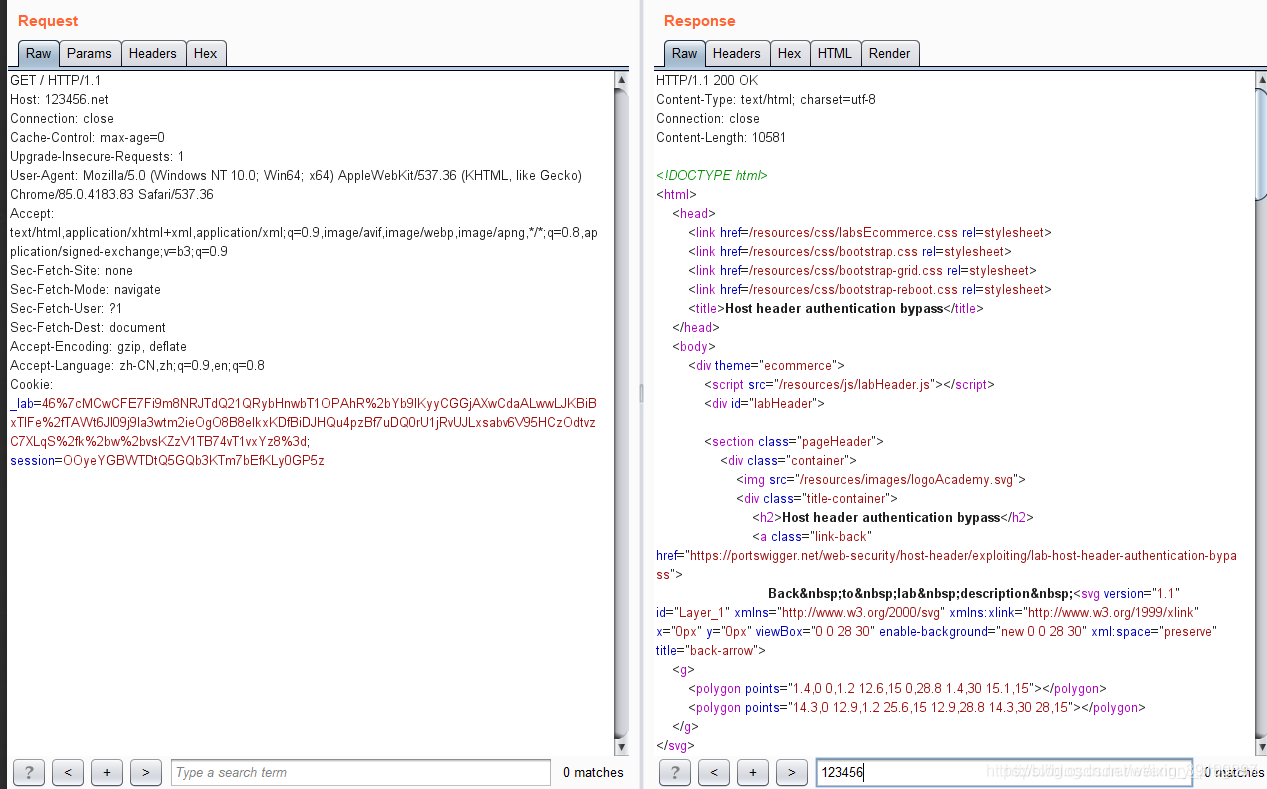 Request
Raw Params Headers Hex
GET / HTTP/1.1
Host: 123456.net
Connection: close
Cache-Control: max-age=0
Upgrade-Insecure-Requests: 1
User-Agent: Mozilla/5.0 (Windows NT 10.0; Win64; x64) AppleWebKit/537.36 (KHTML, like Gecko)
Chrome/85.0.4183.83 Safari/537.36
Accept:
text/html,application/xhtml+xml,application/xml;q=0.9,image/avif,image/webp,image/apng,*/*;q=0.8,ap
plication/signed-exchange;v=b3;q=0.9
Sec-Fetch-Site: none
Sec-Fetch-Mode: navigate
Sec-Fetch-User: ?1
Sec-Fetch-Dest: document
Accept-Encoding: gzip, deflate
Accept-Language: zh-CN,zh;q=0.9,en;q=0.8
Cookie:
_lab=46%7cMCwCFE7Fi9m8NRJTdQ21QRybHnwbT1OPAhR%2bYb9IKyyCGGjAXwCdaALwwLJKBiB
xTIFe%2fTAWt6Jl09j9Ia3wtm2ieOgO8B8elkxKDfBiDJHQu4pzBf7uDQ0rU1jRvUJLxsabv6V95HCzOdtvz
C7XLqS%2fk%2bw%2bvsKZzV1TB74vT1vxYz8%3d;
session=OOyeYGBWTDtQ5GQb3KTm7bEfKLy0GP5z
? < + > Type a search term 0 matches
Response
Raw Headers Hex HTML Render
HTTP/1.1 200 OK
Content-Type: text/html; charset=utf-8
Connection: close
Content-Length: 10581
<!DOCTYPE html>
<html>
<head>
<link href=/resources/css/labsEcommerce.css rel=stylesheet>
<link href=/resources/css/bootstrap.css rel=stylesheet>
<link href=/resources/css/bootstrap-grid.css rel=stylesheet>
<link href=/resources/css/bootstrap-reboot.css rel=stylesheet>
<title>Host header authentication bypass</title>
</head>
<body>
<div theme="ecommerce">
<script src="/resources/js/labHeader.js"></script>
<div id="labHeader">
<section class="pageHeader">
<div class="container">
<img src="/resources/images/logoAcademy.svg">
<div class="title-container">
<h2>Host header authentication bypass</h2>
<a class="link-back"
href="https://portswigger.net/web-security/host-header/exploiting/lab-host-header-authentication-bypa
ss">
Back&nbsp;to&nbsp;lab&nbsp;description&nbsp;<svg version="1.1"
id="Layer_1" xmlns="http://www.w3.org/2000/svg" xmlns:xlink="http://www.w3.org/1999/xlink"
x="0px" y="0px" viewBox="0 0 28 30" enable-background="new 0 0 28 30" xml:space="preserve"
title="back-arrow">
<g>
<polygon points="1.4,0 0,1.2 12.6,15 0,28.8 1.4,30 15.1,15"></polygon>
<polygon points="14.3,0 12.9,1.2 25.6,15 12.9,28.8 14.3,30 28,15"></polygon>
</g>
</svg>
? < + > 123456 0 matches